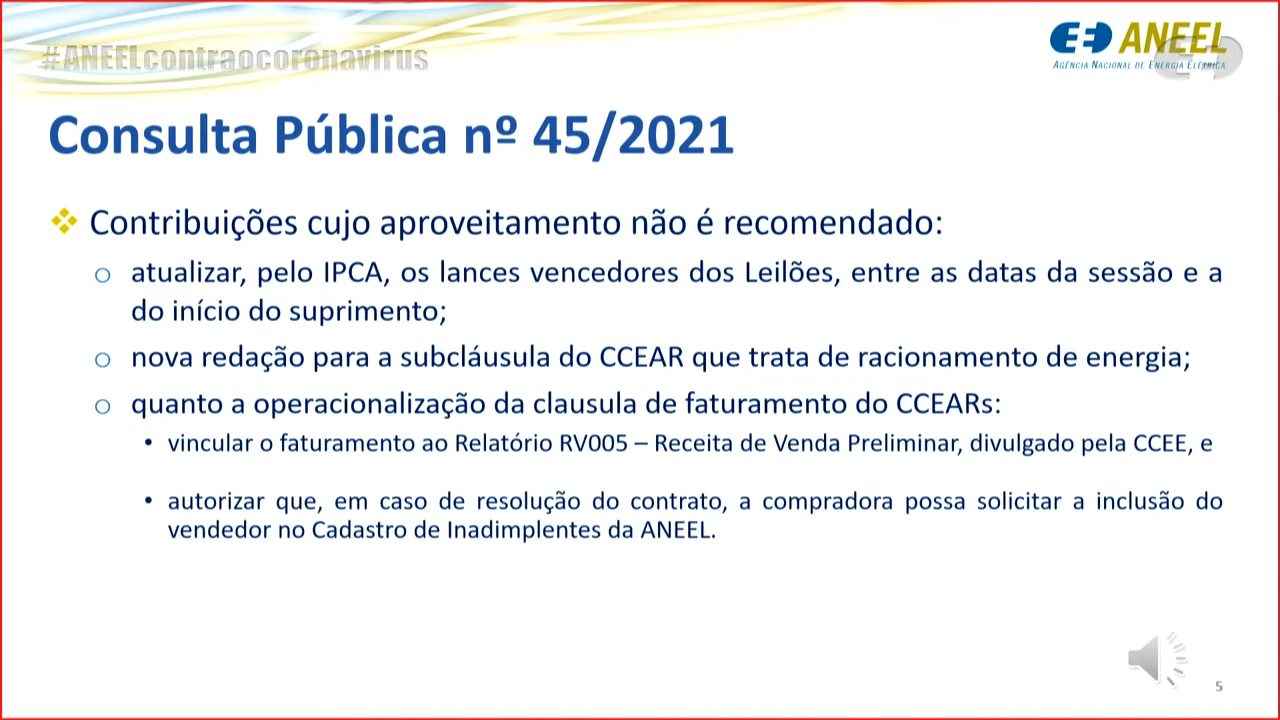 #ANEELcontraocoronavirus
ANEEL
AGÊNCIA NACIONAL DE ENERGIA ELÉTRICA
Consulta Pública nº 45/2021
Contribuições cujo aproveitamento não é recomendado:
o atualizar, pelo IPCA, os lances vencedores dos Leilões, entre as datas da sessão e a
do início do suprimento;
o nova redação para a subcláusula do CCEAR que trata de racionamento de energia;
o quanto a operacionalização da clausula de faturamento do CCEARs:
• vincular o faturamento ao Relatório RV005 – Receita de Venda Preliminar, divulgado pela CCEE, e
• autorizar que, em caso de resolução do contrato, a compradora possa solicitar a inclusão do
vendedor no Cadastro de Inadimplentes da ANEEL.
5